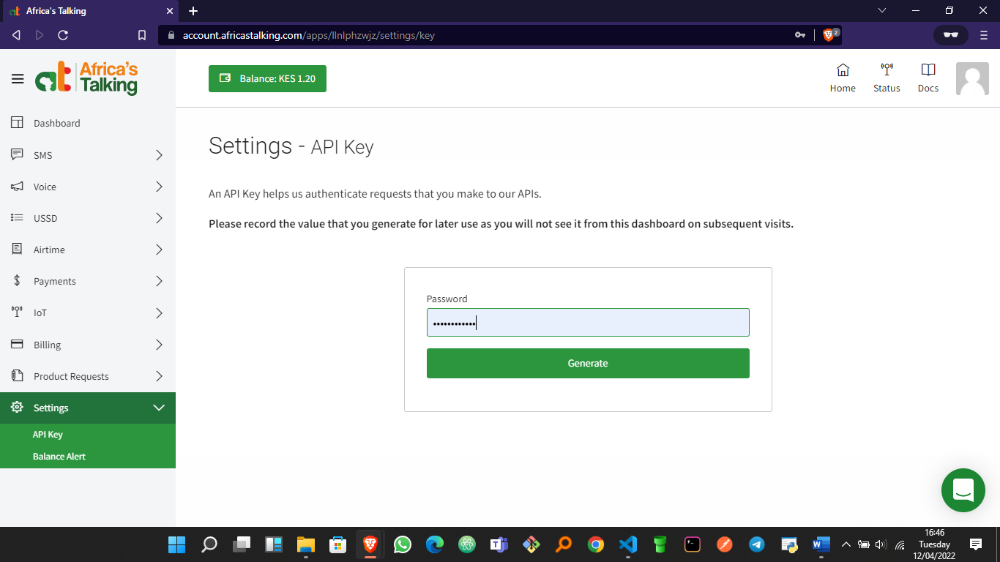 Africa's Talking
account.africastalking.com/apps/llnlphzwjz/settings/key
2
Africa's
Talking
Balance: KES 1.20
Home
Status
Docs
Dashboard
SMS
Voice
USSD
Airtime
Payments
IoT
Billing
Product Requests
Settings
API Key
Balance Alert
Settings - API Key
An API Key helps us authenticate requests that you make to our APIs.
Please record the value that you generate for later use as you will not see it from this dashboard on subsequent visits.
Password
••••••••••••
Generate
16:46
Tuesday
12/04/2022